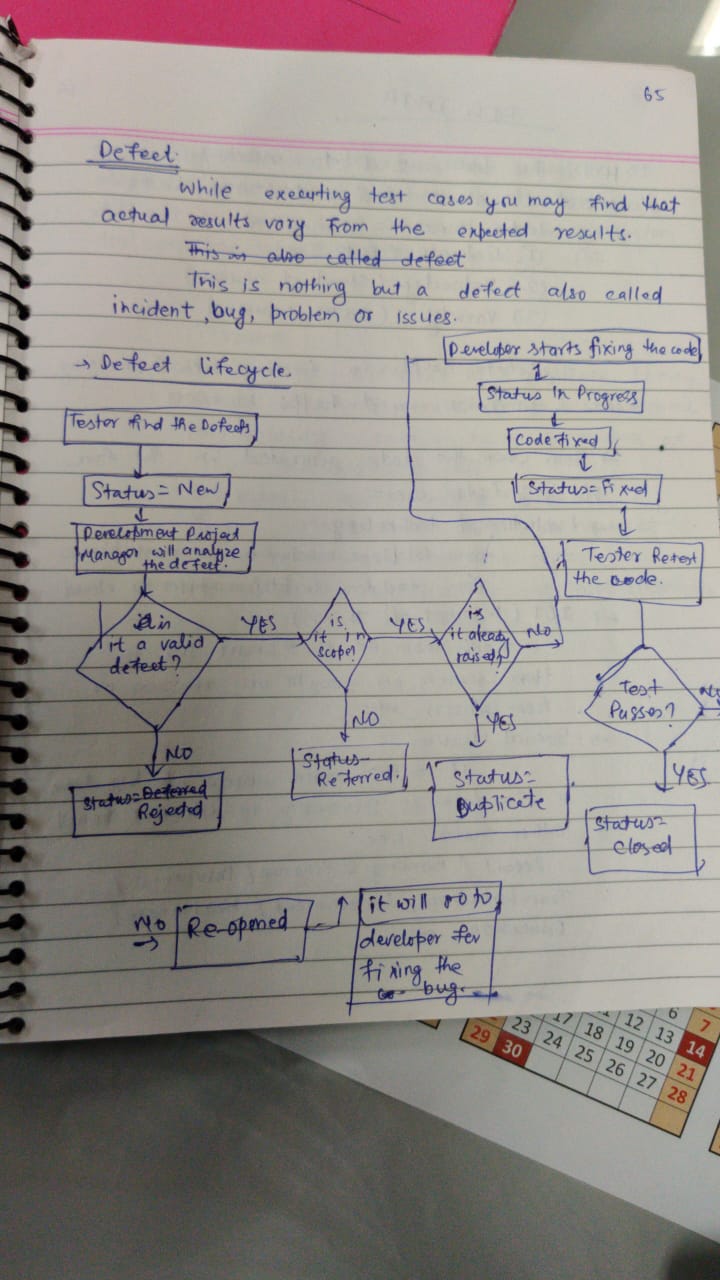 65
Defect:
While executing test cases you may find that
actual results vary from the expected results.
This is also called defect
This is nothing but a defect also called
incident, bug, problem or issues.
→ Defect lifecycle.
Tester find the Defects
Status = New
Development Project
Manager will analyze
the defect.
is
it a valid
defect?
YES
is
it in
scope?
YES
is
it already
raised?
No
NO
Status = Deferred
Rejected
NO
Status-
Referred.
YES
Status=
Duplicate
Developer starts fixing the code
Status In Progress
Code Fixed
Status = Fixed
Tester Retest
the code.
Test
Passes?
No
YES
Status=
Closed
No
→
Re-opened
it will go to
developer for
fixing the
bug.
6 7
12 13 14
17 18 19 20 21
23 24 25 26 27 28
29 30